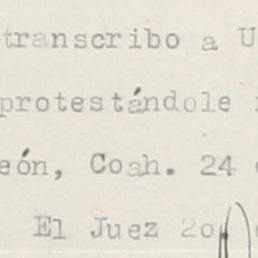 transcribo a U
protestándole
eón, Coah. 24
El Juez 2o